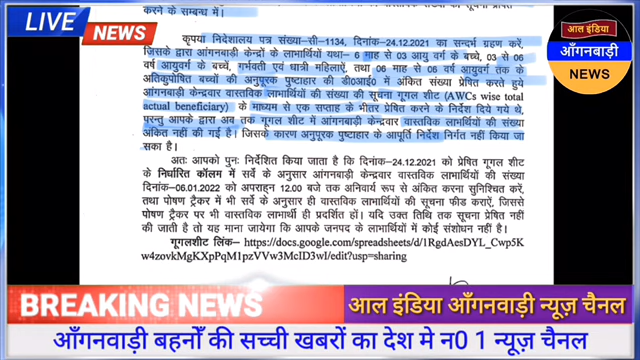 LIVE NEWS
आल इंडिया
आँगनबाड़ी
NEWS
करने के सम्बन्ध में।
कृपया निदेशालय पत्र संख्या-सी-1134, दिनांक-24.12.2021 का सन्दर्भ ग्रहण करें,
जिसके द्वारा आंगनबाड़ी केन्द्रों के लाभार्थियों यथा- 6 माह से 03 आयु वर्ग के बच्चे, 03 से 06
वर्ष आयुवर्ग के बच्चे, गर्भवती एवं धात्री महिलाऐं, तथा 06 माह से 06 वर्ष आयुवर्ग तक के
अतिकुपोषित बच्चों की अनुपूरक पुष्टाहार की डी0आई0 में अंकित संख्या प्रेषित करते हुये
आंगनबाड़ी केन्द्रवार वास्तविक लाभार्थियों की संख्या की सूचना गूगल शीट (AWCs wise total
actual beneficiary) के माध्यम से एक सप्ताह के भीतर प्रेषित करने के निर्देश दिये गये थे,
परन्तु आपके द्वारा अब तक गूगल शीट में आंगनबाड़ी केन्द्रवार वास्तविक लाभार्थियों की संख्या
अंकित नहीं की गई है। जिसके कारण अनुपूरक पुष्टाहार के आपूर्ति निर्देश निर्गत नहीं किया जा
सका है।
अतः आपको पुनः निर्देशित किया जाता है कि दिनांक-24.12.2021 को प्रेषित गूगल शीट
के निर्धारित कॉलम में सर्वे के अनुसार आंगनबाड़ी केन्द्रवार वास्तविक लाभार्थियों की संख्या
दिनांक-06.01.2022 को अपराहन 12.00 बजे तक अनिवार्य रूप से अंकित करना सुनिश्चित करें,
तथा पोषण ट्रैकर में भी सर्वे के अनुसार ही वास्तविक लाभार्थियों की सूचना फीड कराऐं, जिससे
पोषण ट्रैकर पर भी वास्तविक लाभार्थी ही प्रदर्शित हों। यदि उक्त तिथि तक सूचना प्रेषित नहीं
की जाती है तो यह माना जायेगा कि आपके जनपद के लाभार्थियों में कोई संशोधन नहीं है।
गूगलशीट लिंक- https://docs.google.com/spreadsheets/d/1RgdAesDYL_Cwp5K
w4zovkMgKXpPqM1pzVVw3McID3wI/edit?usp=sharing
BREAKING NEWS
आल इंडिया आँगनवाड़ी न्यूज़ चैनल
आँगनवाड़ी बहनोँ की सच्ची खबरों का देश मे न0 1 न्यूज़ चैनल